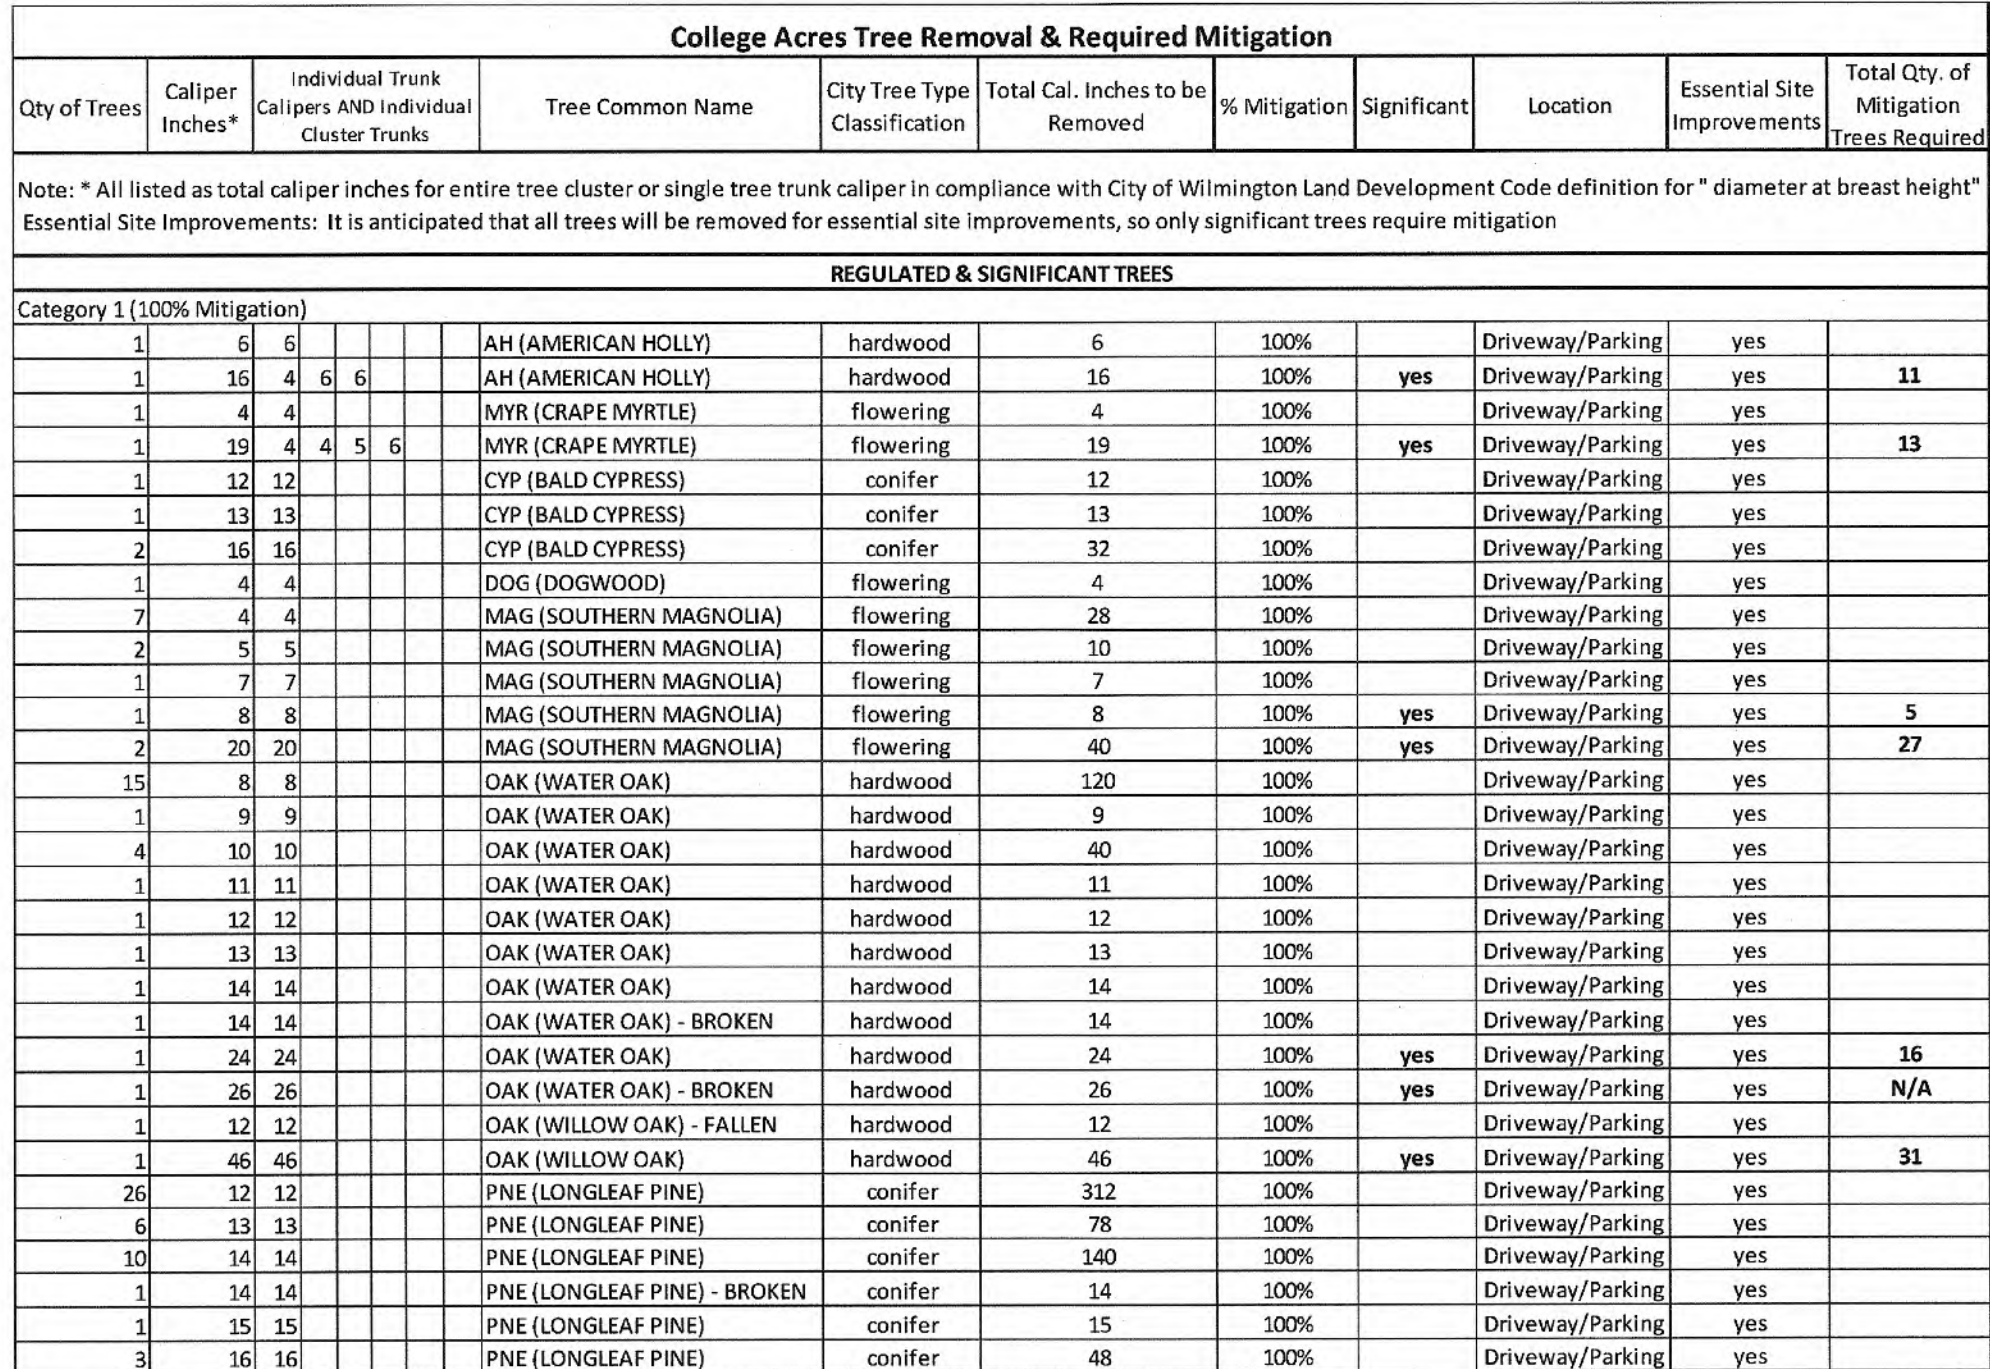 College Acres Tree Removal & Required Mitigation
Qty of Trees | Caliper Inches* | Individual Trunk Calipers AND Individual Cluster Trunks | Tree Common Name | City Tree Type Classification | Total Cal. Inches to be Removed | % Mitigation | Significant | Location | Essential Site Improvements | Total Qty. of Mitigation Trees Required
Note: * All listed as total caliper inches for entire tree cluster or single tree trunk caliper in compliance with City of Wilmington Land Development Code definition for " diameter at breast height"
Essential Site Improvements: It is anticipated that all trees will be removed for essential site improvements, so only significant trees require mitigation
REGULATED & SIGNIFICANT TREES
Category 1 (100% Mitigation)
1 6 6 AH (AMERICAN HOLLY) hardwood 6 100% Driveway/Parking yes
1 16 4 6 6 AH (AMERICAN HOLLY) hardwood 16 100% yes Driveway/Parking yes 11
1 4 4 MYR (CRAPE MYRTLE) flowering 4 100% Driveway/Parking yes
1 19 4 4 5 6 MYR (CRAPE MYRTLE) flowering 19 100% yes Driveway/Parking yes 13
1 12 12 CYP (BALD CYPRESS) conifer 12 100% Driveway/Parking yes
1 13 13 CYP (BALD CYPRESS) conifer 13 100% Driveway/Parking yes
2 16 16 CYP (BALD CYPRESS) conifer 32 100% Driveway/Parking yes
1 4 4 DOG (DOGWOOD) flowering 4 100% Driveway/Parking yes
7 4 4 MAG (SOUTHERN MAGNOLIA) flowering 28 100% Driveway/Parking yes
2 5 5 MAG (SOUTHERN MAGNOLIA) flowering 10 100% Driveway/Parking yes
1 7 7 MAG (SOUTHERN MAGNOLIA) flowering 7 100% Driveway/Parking yes
1 8 8 MAG (SOUTHERN MAGNOLIA) flowering 8 100% yes Driveway/Parking yes 5
2 20 20 MAG (SOUTHERN MAGNOLIA) flowering 40 100% yes Driveway/Parking yes 27
15 8 8 OAK (WATER OAK) hardwood 120 100% Driveway/Parking yes
1 9 9 OAK (WATER OAK) hardwood 9 100% Driveway/Parking yes
4 10 10 OAK (WATER OAK) hardwood 40 100% Driveway/Parking yes
1 11 11 OAK (WATER OAK) hardwood 11 100% Driveway/Parking yes
1 12 12 OAK (WATER OAK) hardwood 12 100% Driveway/Parking yes
1 13 13 OAK (WATER OAK) hardwood 13 100% Driveway/Parking yes
1 14 14 OAK (WATER OAK) hardwood 14 100% Driveway/Parking yes
1 14 14 OAK (WATER OAK) - BROKEN hardwood 14 100% Driveway/Parking yes
1 24 24 OAK (WATER OAK) hardwood 24 100% yes Driveway/Parking yes 16
1 26 26 OAK (WATER OAK) - BROKEN hardwood 26 100% yes Driveway/Parking yes N/A
1 12 12 OAK (WILLOW OAK) - FALLEN hardwood 12 100% Driveway/Parking yes
1 46 46 OAK (WILLOW OAK) hardwood 46 100% yes Driveway/Parking yes 31
26 12 12 PNE (LONGLEAF PINE) conifer 312 100% Driveway/Parking yes
6 13 13 PNE (LONGLEAF PINE) conifer 78 100% Driveway/Parking yes
10 14 14 PNE (LONGLEAF PINE) conifer 140 100% Driveway/Parking yes
1 14 14 PNE (LONGLEAF PINE) - BROKEN conifer 14 100% Driveway/Parking yes
1 15 15 PNE (LONGLEAF PINE) conifer 15 100% Driveway/Parking yes
3 16 16 PNE (LONGLEAF PINE) conifer 48 100% Driveway/Parking yes